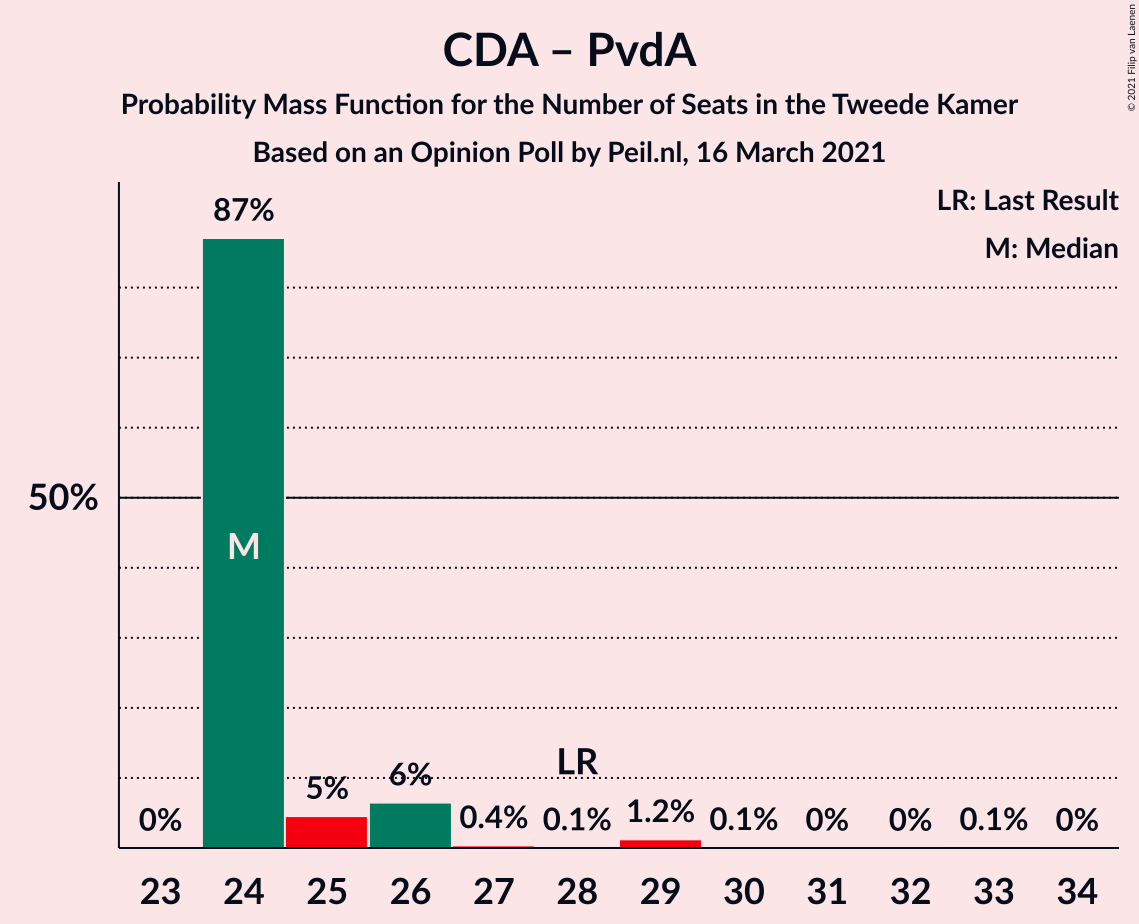 CDA – PvdA
Probability Mass Function for the Number of Seats in the Tweede Kamer
Based on an Opinion Poll by Peil.nl, 16 March 2021
© 2021 Filip van Laenen
LR: Last Result
M: Median
87%
50%
M
LR
0%
5%
6%
0.4%
0.1%
1.2%
0.1%
0%
0%
0.1%
0%
23 24 25 26 27 28 29 30 31 32 33 34